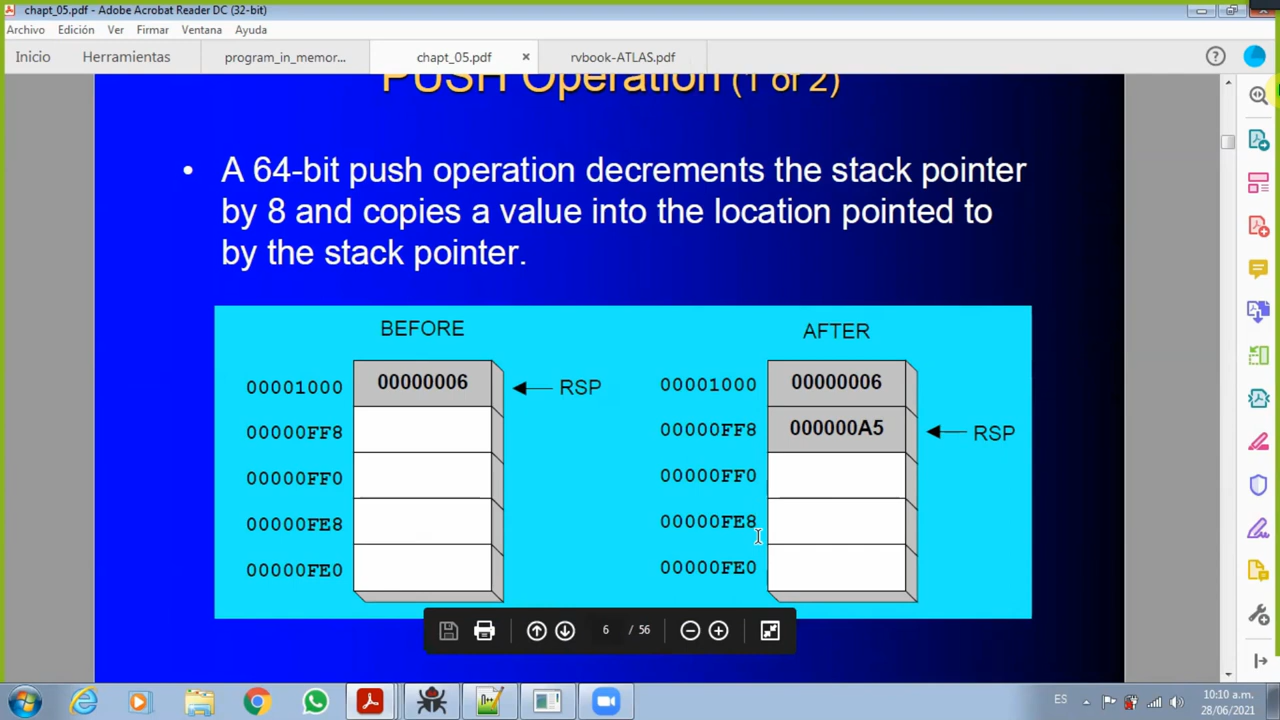 chapt_05.pdf - Adobe Acrobat Reader DC (32-bit)
Archivo Edición Ver Firmar Ventana Ayuda
Inicio Herramientas program_in_memor... chapt_05.pdf × rvbook-ATLAS.pdf
PUSH Operation (1 of 2)
• A 64-bit push operation decrements the stack pointer
by 8 and copies a value into the location pointed to
by the stack pointer.
BEFORE
00001000 00000006 RSP
00000FF8
00000FF0
00000FE8
00000FE0
AFTER
00001000 00000006
00000FF8 000000A5 RSP
00000FF0
00000FE8
00000FE0
6 / 56
ES 10:10 a.m.
28/06/2021